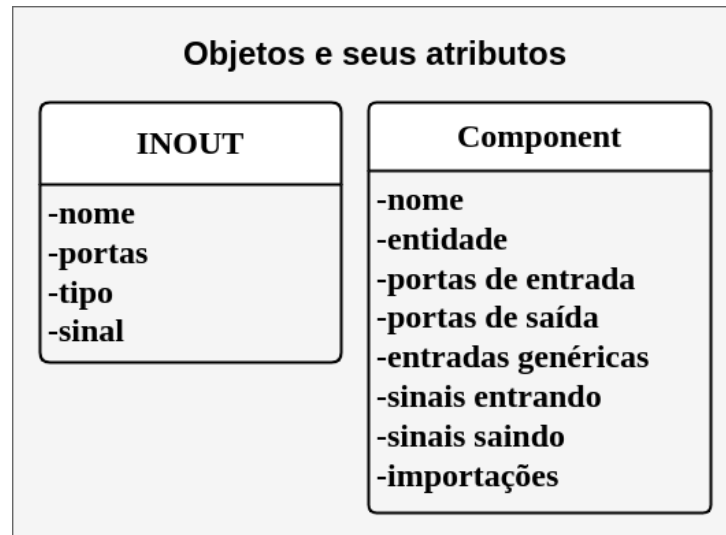 Objetos e seus atributos
INOUT
-nome
-portas
-tipo
-sinal
Component
-nome
-entidade
-portas de entrada
-portas de saída
-entradas genéricas
-sinais entrando
-sinais saindo
-importações